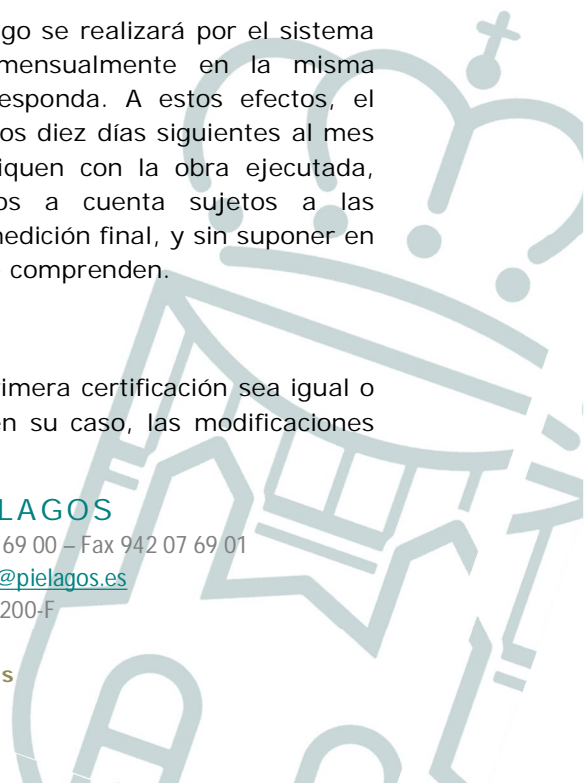 go se realizará por el sistema
mensualmente en la misma
esponda. A estos efectos, el
os diez días siguientes al mes
iquen con la obra ejecutada,
os a cuenta sujetos a las
nedición final, y sin suponer en
comprenden.
rimera certificación sea igual o
en su caso, las modificaciones
LAGOS
69 00 – Fax 942 07 69 01
@pielagos.es
200-F
s